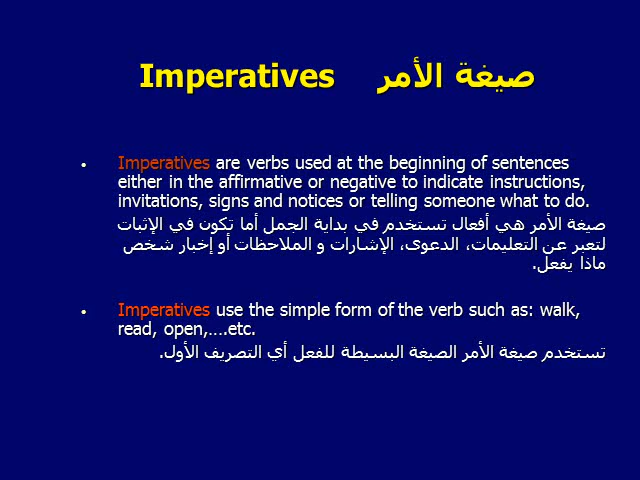 Imperatives صيغة الأمر
• Imperatives are verbs used at the beginning of sentences
either in the affirmative or negative to indicate instructions,
invitations, signs and notices or telling someone what to do.
صيغة الأمر هي أفعال تستخدم في بداية الجمل أما تكون في الإثبات
لتعبر عن التعليمات، الدعوى، الإشارات و الملاحظات أو إخبار شخص
ماذا يفعل.
• Imperatives use the simple form of the verb such as: walk,
read, open,….etc.
تستخدم صيغة الأمر الصيغة البسيطة للفعل أي التصريف الأول.